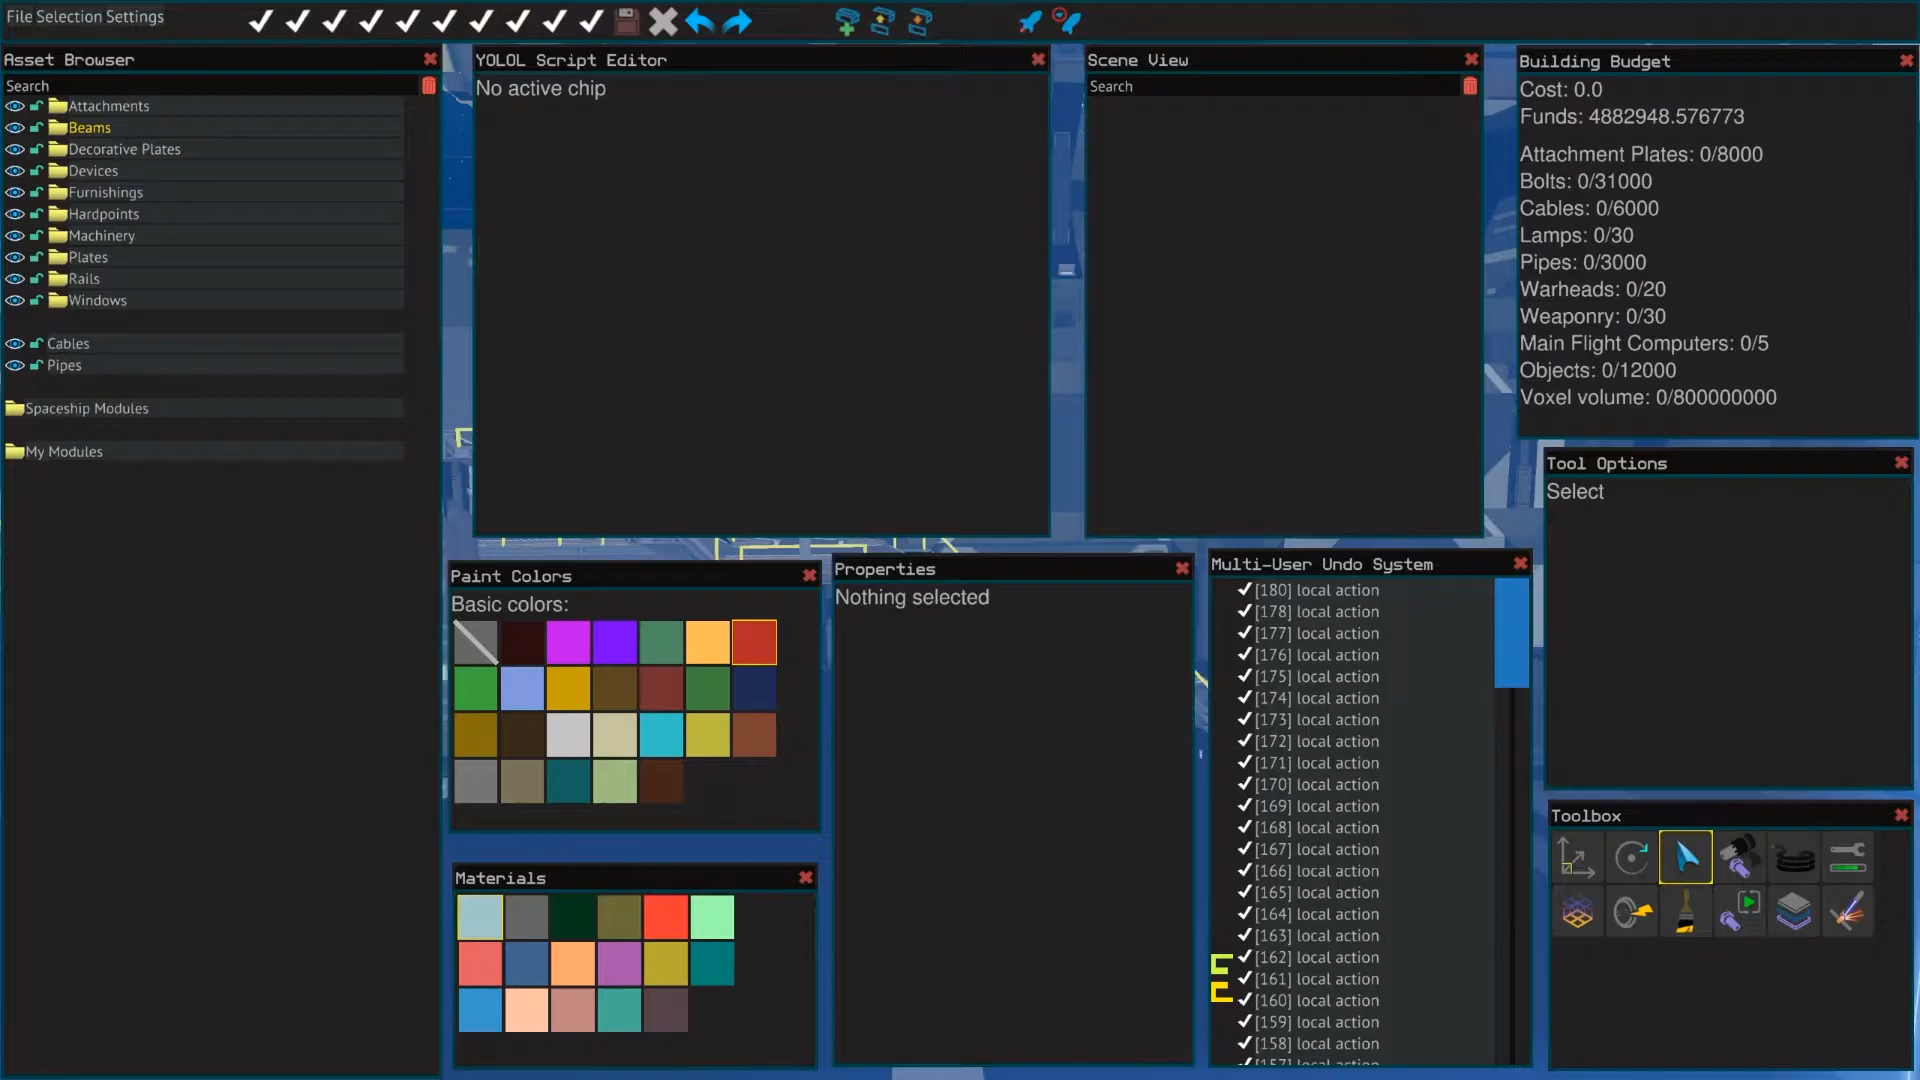 File Selection Settings
Asset Browser
Search
Attachments
Beams
Decorative Plates
Devices
Furnishings
Hardpoints
Machinery
Plates
Rails
Windows
Cables
Pipes
Spaceship Modules
My Modules
YOLOL Script Editor
No active chip
Scene View
Search
Building Budget
Cost: 0.0
Funds: 4882948.576773
Attachment Plates: 0/8000
Bolts: 0/31000
Cables: 0/6000
Lamps: 0/30
Pipes: 0/3000
Warheads: 0/20
Weaponry: 0/30
Main Flight Computers: 0/5
Objects: 0/12000
Voxel volume: 0/800000000
Tool Options
Select
Paint Colors
Basic colors:
Materials
Properties
Nothing selected
Multi-User Undo System
[180] local action
[178] local action
[177] local action
[176] local action
[175] local action
[174] local action
[173] local action
[172] local action
[171] local action
[170] local action
[169] local action
[168] local action
[167] local action
[166] local action
[165] local action
[164] local action
[163] local action
[162] local action
[161] local action
[160] local action
[159] local action
[158] local action
[157] local action
Toolbox